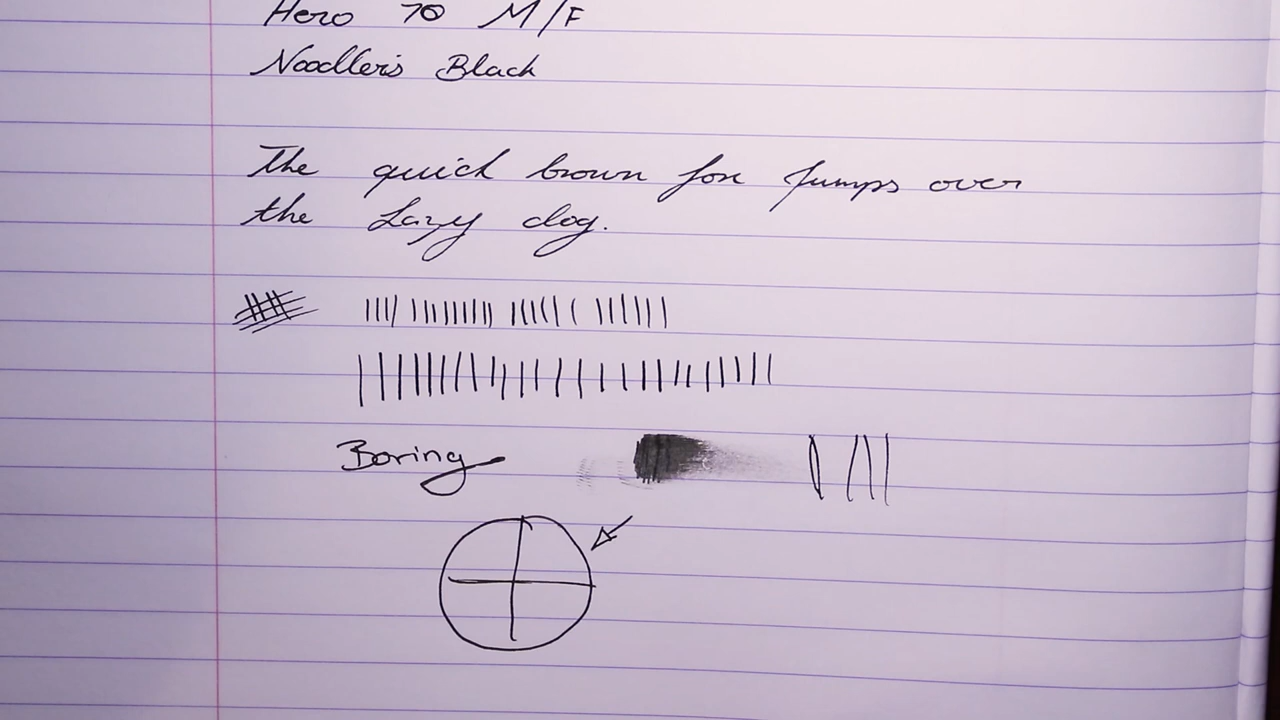 Hero 70 M/F
Noodler's Black
The quick brown fox jumps over
the Lazy dog.
Boring